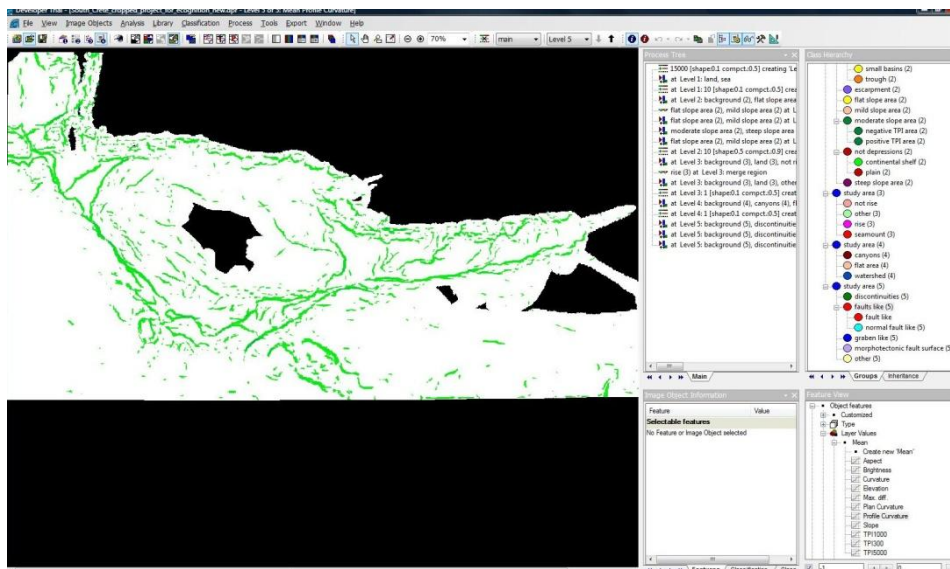 Developer Trial - [South_Crete_cropped_project_for_ecognition_new.dpr - Level 5 of 5: Mean Profile Curvature]
File View Image Objects Analysis Library Classification Process Tools Export Window Help
70% main Level 5
Process Tree
15000 [shape:0.1 compct.:0.5] creating 'Le
at Level 1: land, sea
at Level 1: 10 [shape:0.1 compct.:0.5] crea
at Level 2: background (2), flat slope area
flat slope area (2), mild slope area (2) at L
flat slope area (2), mild slope area (2) at L
moderate slope area (2), steep slope area
flat slope area (2), mild slope area (2) at L
at Level 2: 10 [shape:0.5 compct.:0.9] crea
at Level 3: background (3), land (3), not ri
rise (3) at Level 3: merge region
at Level 3: background (3), land (3), other
at Level 3: 1 [shape:0.1 compct.:0.5] creat
at Level 4: background (4), canyons (4), fl
at Level 4: 1 [shape:0.1 compct.:0.5] creat
at Level 5: background (5), discontinuitie
at Level 5: background (5), discontinuitie
at Level 5: background (5), discontinuitie
Main
Class Hierarchy
small basins (2)
trough (2)
escarpment (2)
flat slope area (2)
mild slope area (2)
moderate slope area (2)
negative TPI area (2)
positive TPI area (2)
not depressions (2)
continental shelf (2)
plain (2)
steep slope area (2)
study area (3)
not rise (3)
other (3)
rise (3)
seamount (3)
study area (4)
canyons (4)
flat area (4)
watershed (4)
study area (5)
discontinuities (5)
faults like (5)
fault like
normal fault like (5)
graben like (5)
morphotectonic fault surface (5
other (5)
Groups Inheritance
Image Object Information
Feature Value
Selectable features
No Feature or Image Object selected
Features Classification
Feature View
Object features
Customized
Type
Layer Values
Mean
Create new 'Mean'
Aspect
Brightness
Curvature
Elevation
Max. diff.
Plan Curvature
Profile Curvature
Slope
TPI1000
TPI300
TPI5000